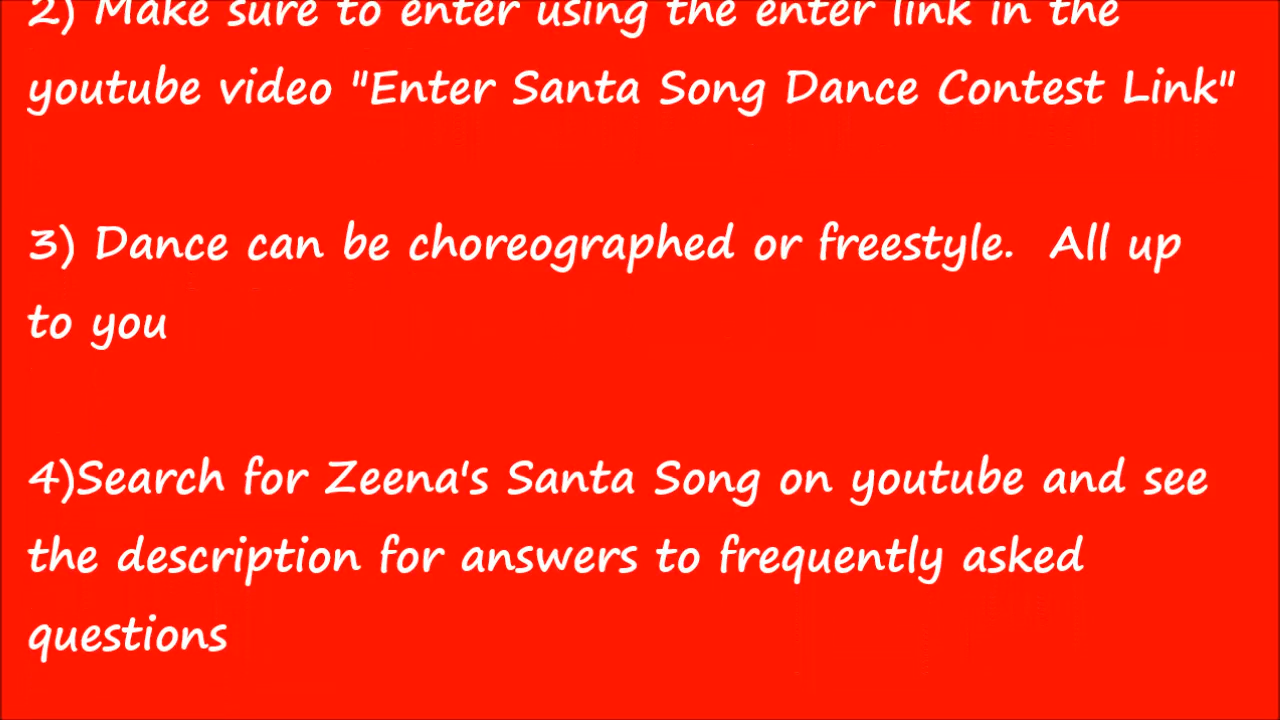 2) Make sure to enter using the enter link in the
youtube video "Enter Santa Song Dance Contest Link"
3) Dance can be choreographed or freestyle.  All up
to you
4)Search for Zeena's Santa Song on youtube and see
the description for answers to frequently asked
questions